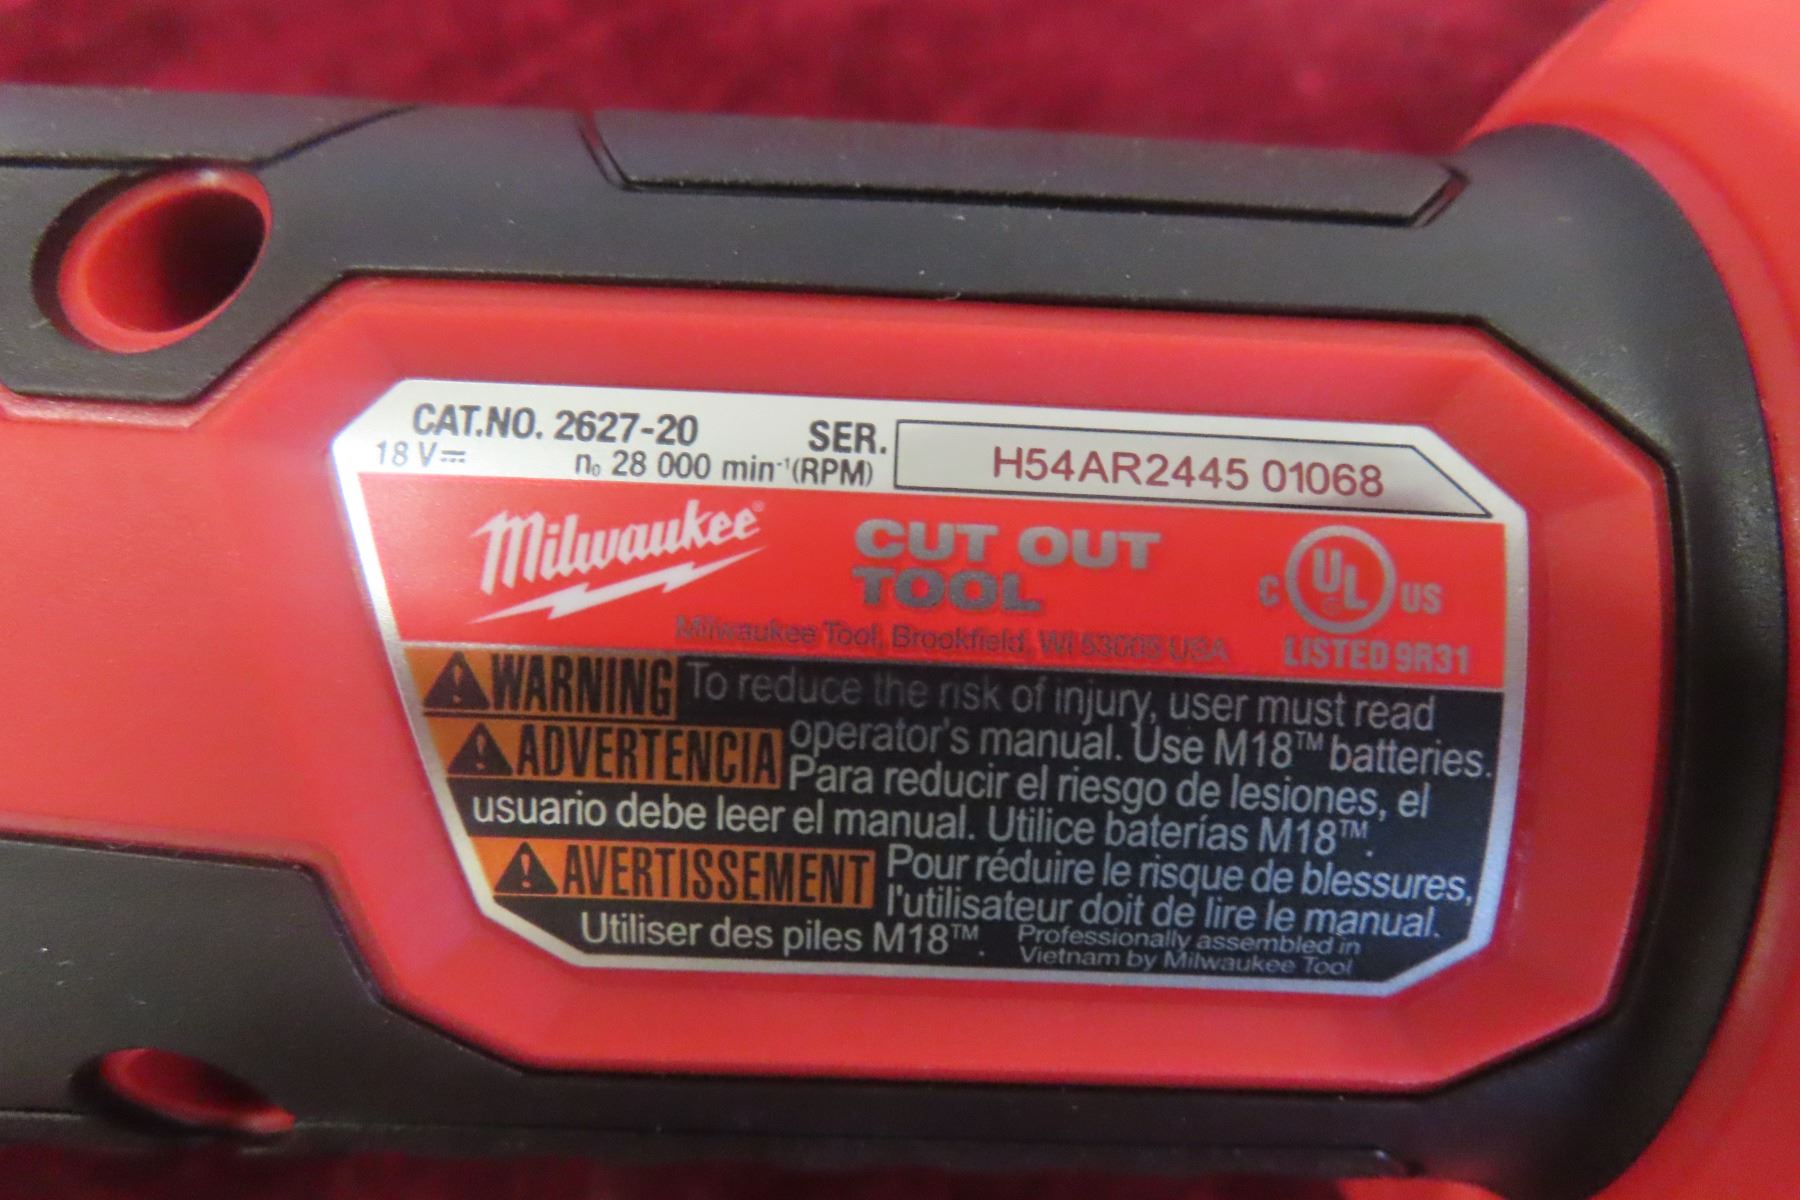 CAT.NO. 2627-20 SER. H54AR2445 01068
18 V⎓ n₀ 28 000 min⁻¹(RPM)
Milwaukee®
CUT OUT
TOOL
C UL US
LISTED 9R31
Milwaukee Tool, Brookfield, WI 53005 USA
⚠WARNING To reduce the risk of injury, user must read
operator's manual. Use M18™ batteries.
⚠ADVERTENCIA Para reducir el riesgo de lesiones, el
usuario debe leer el manual. Utilice baterías M18™.
⚠AVERTISSEMENT Pour réduire le risque de blessures,
l'utilisateur doit de lire le manual.
Utiliser des piles M18™.
Professionally assembled in
Vietnam by Milwaukee Tool